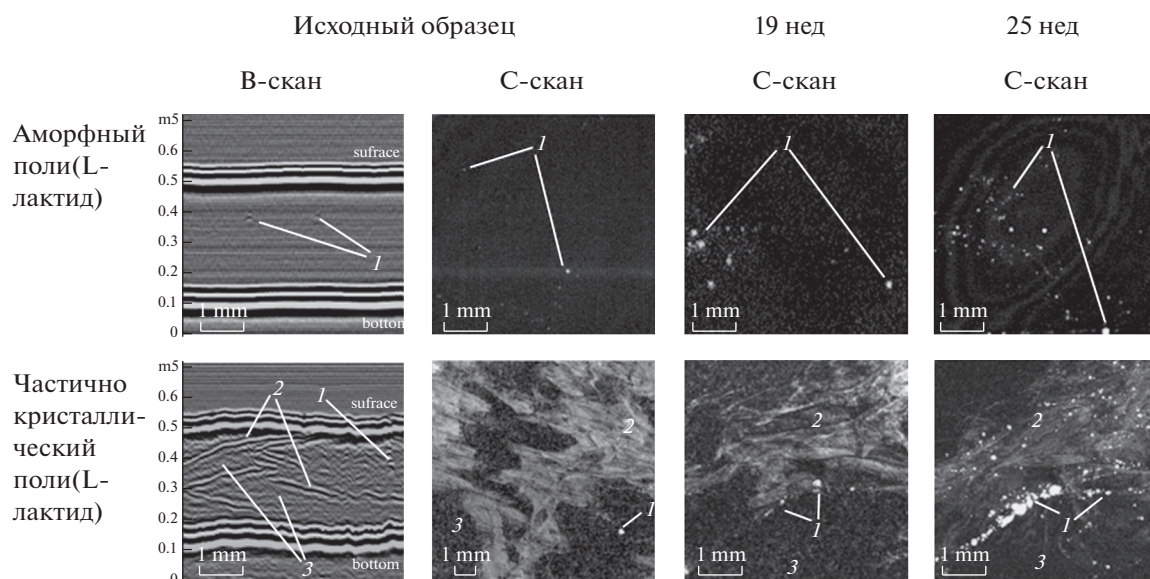 Исходный образец
19 нед
25 нед
B-скан
C-скан
C-скан
C-скан
Аморфный
поли(L-
лактид)
m5
0.6
0.5
0.4
0.3
0.2
0.1
0
sufrace
1
1 mm
bottom
1
1 mm
1
1 mm
1
1 mm
Частично
кристалли-
ческий
поли(L-
лактид)
m5
0.6
0.5
0.4
0.3
0.2
0.1
0
2
1
sufrace
1 mm
3
bottom
2
1
3
1 mm
2
1
1 mm
3
2
1
1 mm
3